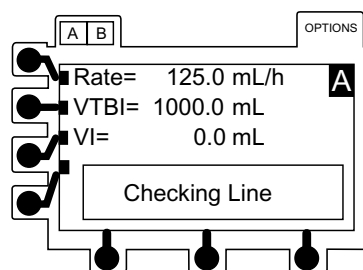 A B
OPTIONS
Rate= 125.0 mL/h
A
VTBI= 1000.0 mL
VI= 0.0 mL
Checking Line